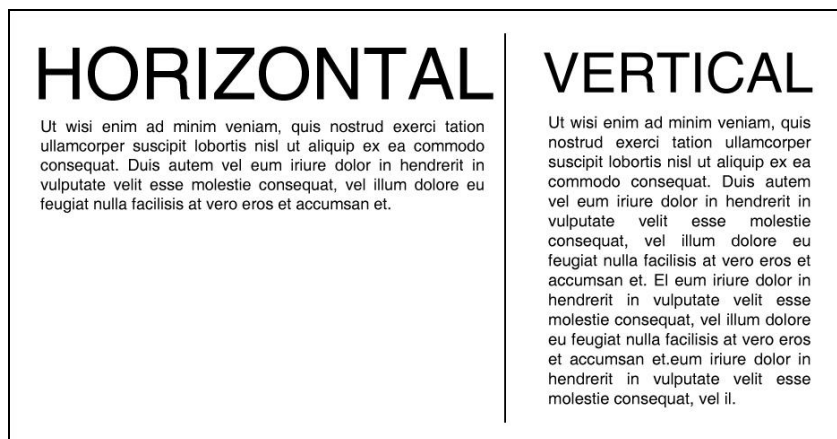 HORIZONTAL
Ut wisi enim ad minim veniam, quis nostrud exerci tation
ullamcorper suscipit lobortis nisl ut aliquip ex ea commodo
consequat. Duis autem vel eum iriure dolor in hendrerit in
vulputate velit esse molestie consequat, vel illum dolore eu
feugiat nulla facilisis at vero eros et accumsan et.
VERTICAL
Ut wisi enim ad minim veniam, quis
nostrud exerci tation ullamcorper
suscipit lobortis nisl ut aliquip ex ea
commodo consequat. Duis autem
vel eum iriure dolor in hendrerit in
vulputate velit esse molestie
consequat, vel illum dolore eu
feugiat nulla facilisis at vero eros et
accumsan et. El eum iriure dolor in
hendrerit in vulputate velit esse
molestie consequat, vel illum dolore
eu feugiat nulla facilisis at vero eros
et accumsan et.eum iriure dolor in
hendrerit in vulputate velit esse
molestie consequat, vel il.